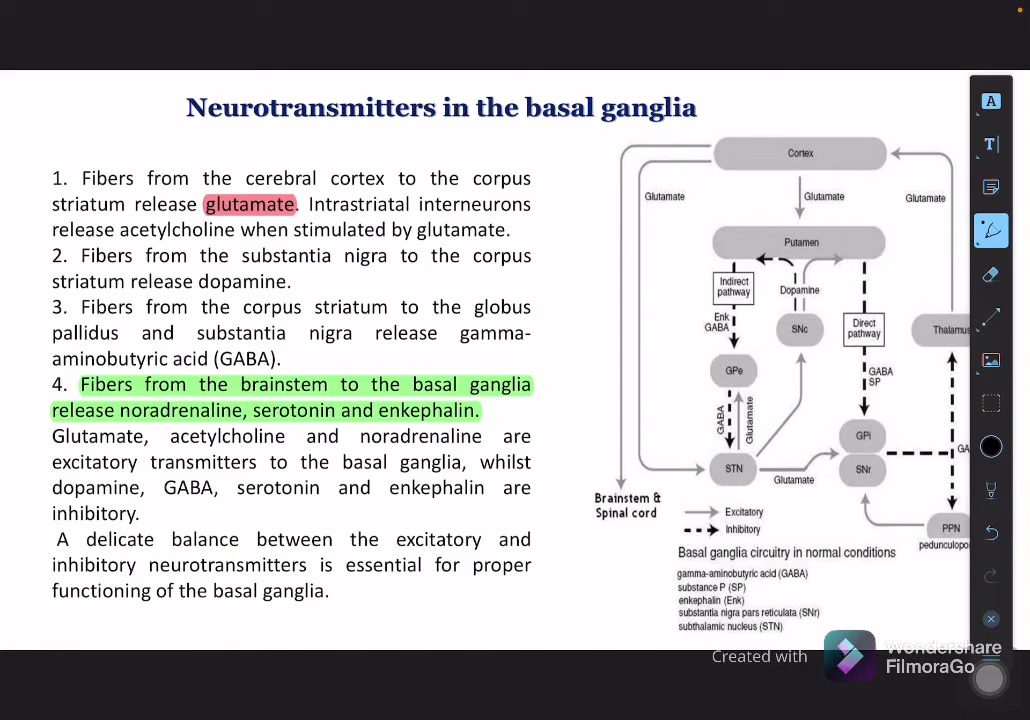 Neurotransmitters in the basal ganglia
1. Fibers from the cerebral cortex to the corpus
striatum release glutamate. Intrastriatal interneurons
release acetylcholine when stimulated by glutamate.
2. Fibers from the substantia nigra to the corpus
striatum release dopamine.
3. Fibers from the corpus striatum to the globus
pallidus and substantia nigra release gamma-
aminobutyric acid (GABA).
4. Fibers from the brainstem to the basal ganglia
release noradrenaline, serotonin and enkephalin.
Glutamate, acetylcholine and noradrenaline are
excitatory transmitters to the basal ganglia, whilst
dopamine, GABA, serotonin and enkephalin are
inhibitory.
A delicate balance between the excitatory and
inhibitory neurotransmitters is essential for proper
functioning of the basal ganglia.
Cortex
Glutamate
Glutamate
Glutamate
Putamen
Indirect
pathway
Dopamine
Enk
GABA
SNc
Direct
pathway
Thalamus
GPe
GABA
SP
GABA
Glutamate
GPi
SNr
GA
STN
Glutamate
Brainstem &
Spinal cord
PPN
pedunculopo
Excitatory
Inhibitory
Basal ganglia circuitry in normal conditions
gamma-aminobutyric acid (GABA)
substance P (SP)
enkephalin (Enk)
substantia nigra pars reticulata (SNr)
subthalamic nucleus (STN)
A
T
Created with
Wondershare
FilmoraGo